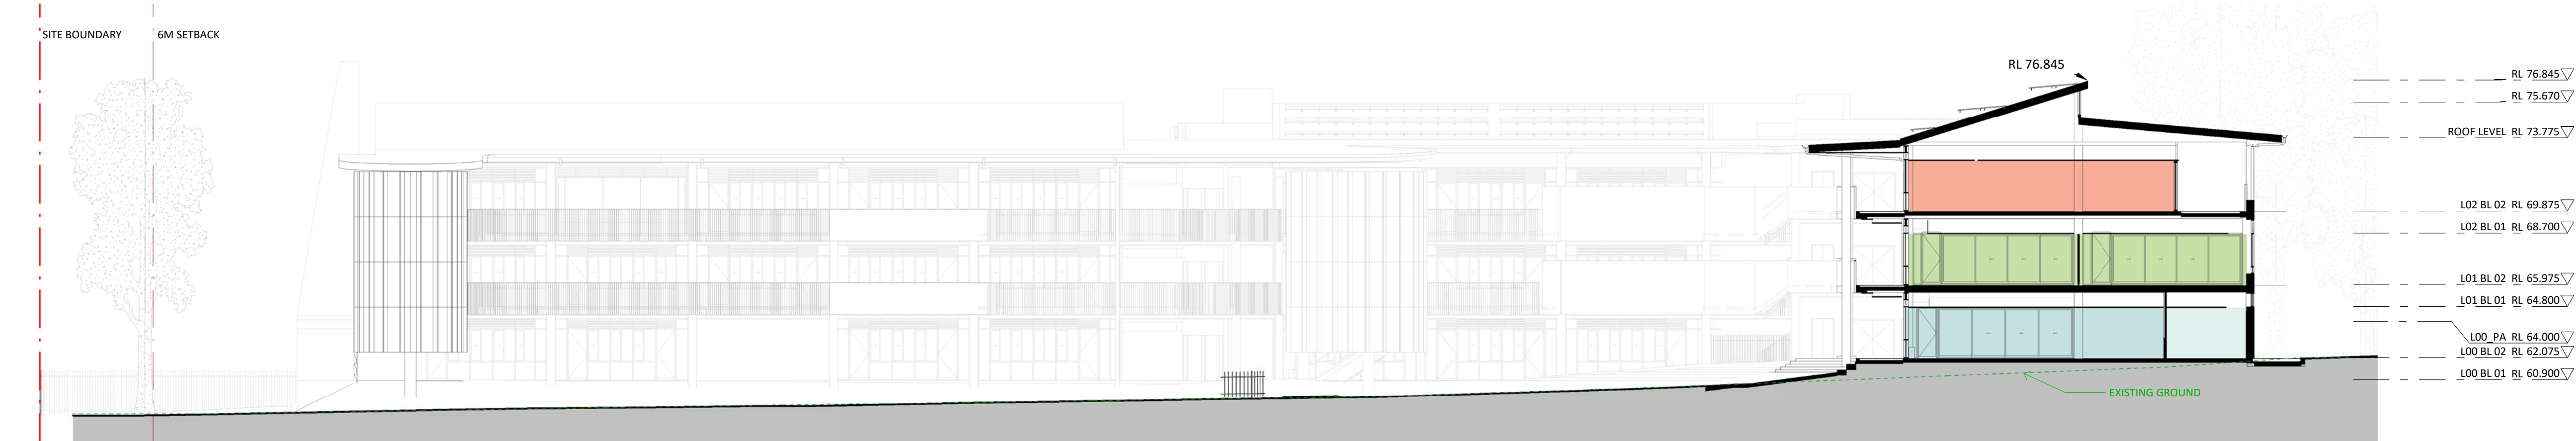 SITE BOUNDARY
6M SETBACK
RL 76.845
RL 76.845
RL 75.670
ROOF LEVEL RL 73.775
L02 BL 02 RL 69.875
L02 BL 01 RL 68.700
L01 BL 02 RL 65.975
L01 BL 01 RL 64.800
L00_PA RL 64.000
L00 BL 02 RL 62.075
L00 BL 01 RL 60.900
EXISTING GROUND